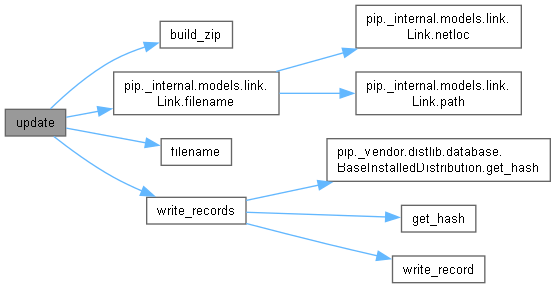 update
build_zip
pip._internal.models.link.
Link.filename
filename
write_records
pip._internal.models.link.
Link.netloc
pip._internal.models.link.
Link.path
pip._vendor.distlib.database.
BaseInstalledDistribution.get_hash
get_hash
write_record